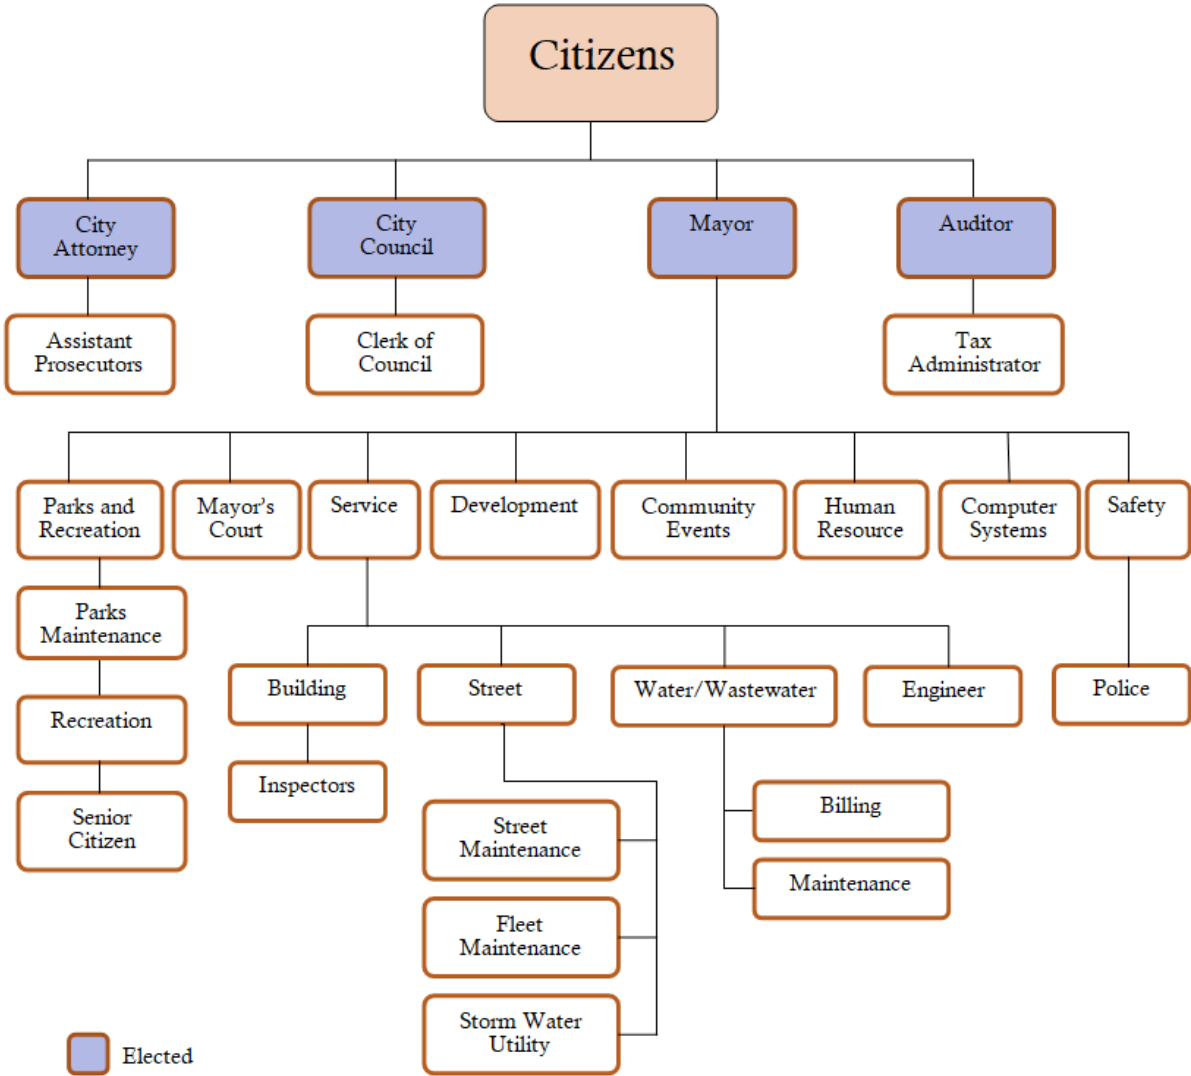 Citizens
City
Attorney
City
Council
Mayor
Auditor
Assistant
Prosecutors
Clerk of
Council
Tax
Administrator
Parks and
Recreation
Mayor's
Court
Service
Development
Community
Events
Human
Resource
Computer
Systems
Safety
Parks
Maintenance
Building
Street
Water/Wastewater
Engineer
Police
Recreation
Inspectors
Senior
Citizen
Street
Maintenance
Billing
Maintenance
Fleet
Maintenance
Storm Water
Utility
Elected